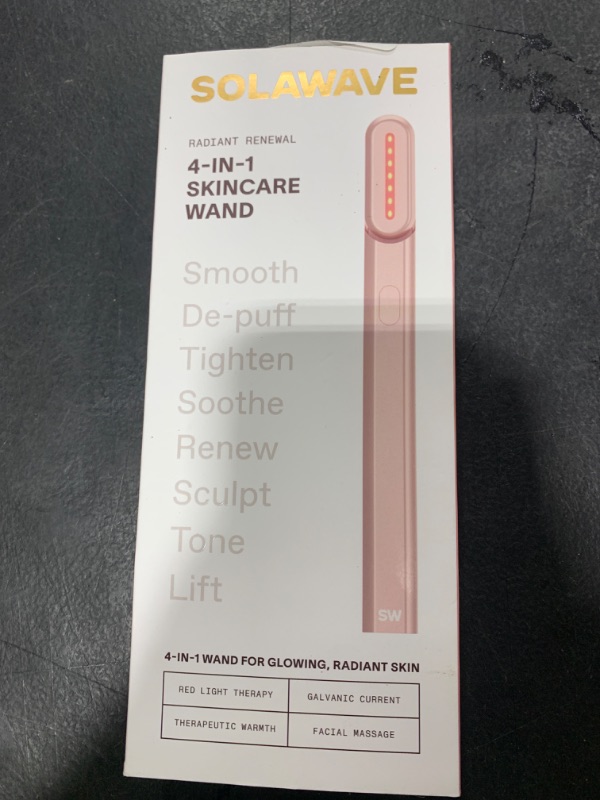 SOLAWAVE
RADIANT RENEWAL
4-IN-1
SKINCARE
WAND
Smooth
De-puff
Tighten
Soothe
Renew
Sculpt
Tone
Lift
SW
4-IN-1 WAND FOR GLOWING, RADIANT SKIN
RED LIGHT THERAPY
GALVANIC CURRENT
THERAPEUTIC WARMTH
FACIAL MASSAGE